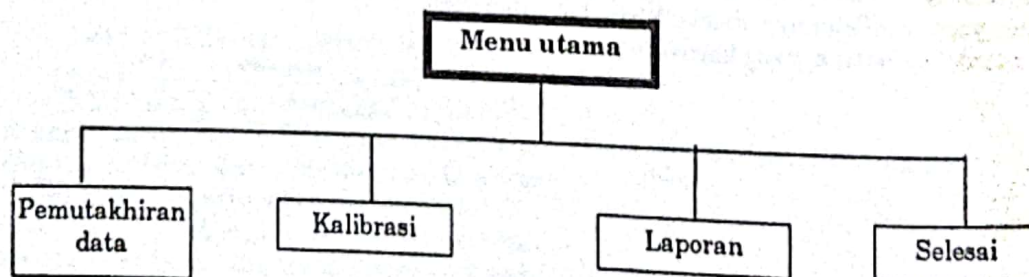 Menu utama
Pemutakhiran
data
Kalibrasi
Laporan
Selesai